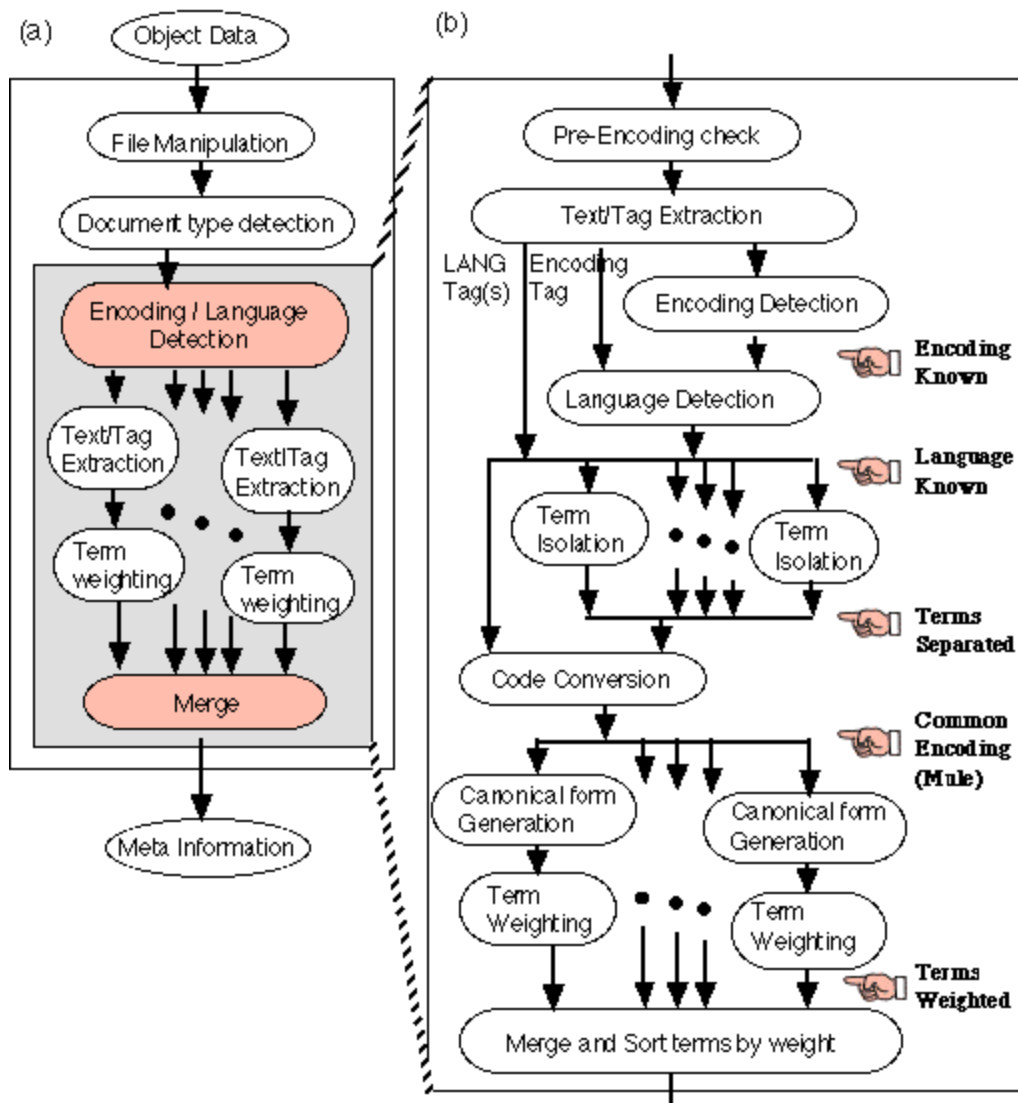 (a)
Object Data
File Manipulation
Document type detection
Encoding / Language
Detection
Text/Tag
Extraction
Text/Tag
Extraction
Term
weighting
Term
weighting
Merge
Meta Information
(b)
Pre-Encoding check
Text/Tag Extraction
LANG
Tag(s)
Encoding
Tag
Encoding Detection
Encoding
Known
Language Detection
Language
Known
Term
Isolation
Term
Isolation
Terms
Separated
Code Conversion
Common
Encoding
(Mule)
Canonical form
Generation
Canonical form
Generation
Term
Weighting
Term
Weighting
Terms
Weighted
Merge and Sort terms by weight